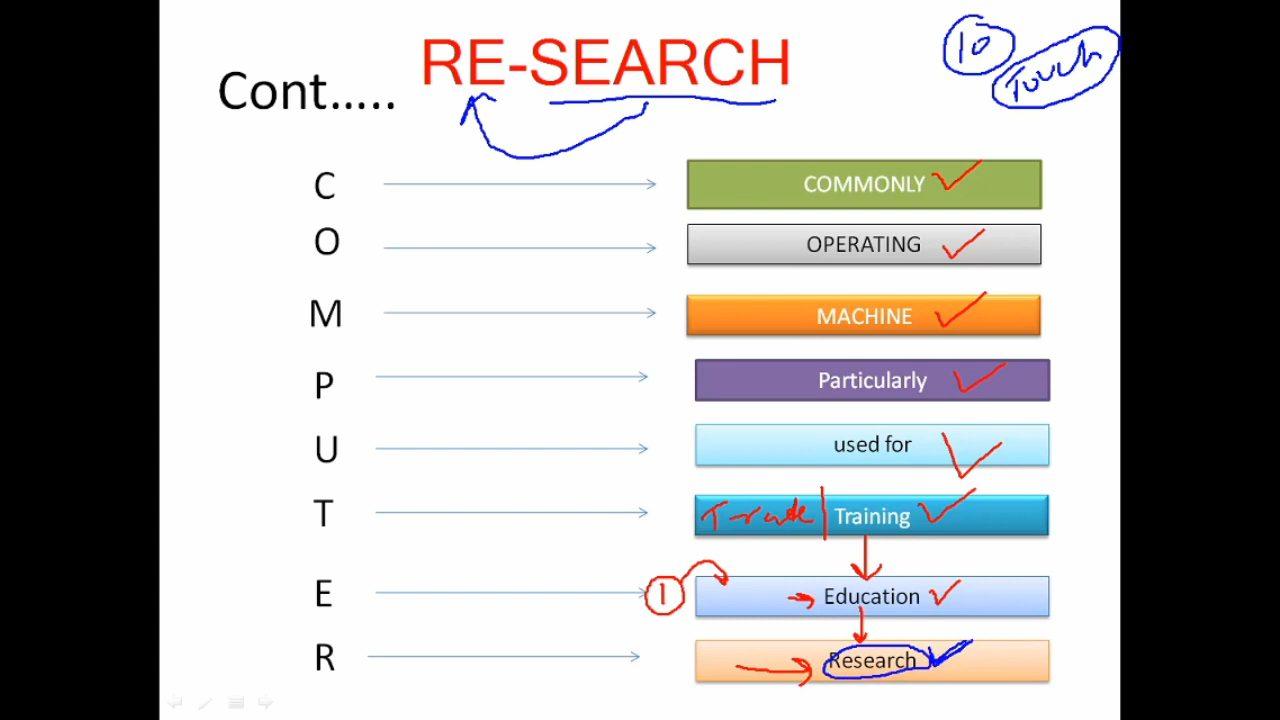 RE-SEARCH
10
Touch
Cont.....
C COMMONLY
O OPERATING
M MACHINE
P Particularly
U used for
T Trade | Training
E 1 Education
R Research